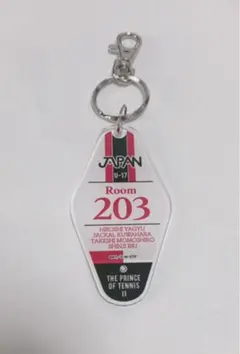 JAPAN
U-17
Room
203
HIROSHI YAGYU
JACKAL KUWAHARA
TAKESHI MOMOSHIRO
SHINJI IBU
THE PRINCE
OF TENNIS
II